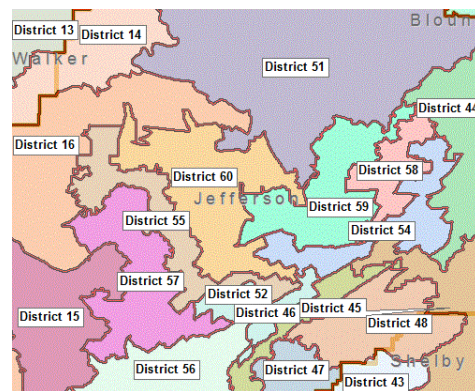 Bloun
District 13
District 14
Walker
District 51
District 44
District 16
District 58
District 60
Jefferson
District 59
District 55
District 54
District 57
District 52
District 45
District 46
District 15
District 48
Shelby
District 56
District 47
District 43